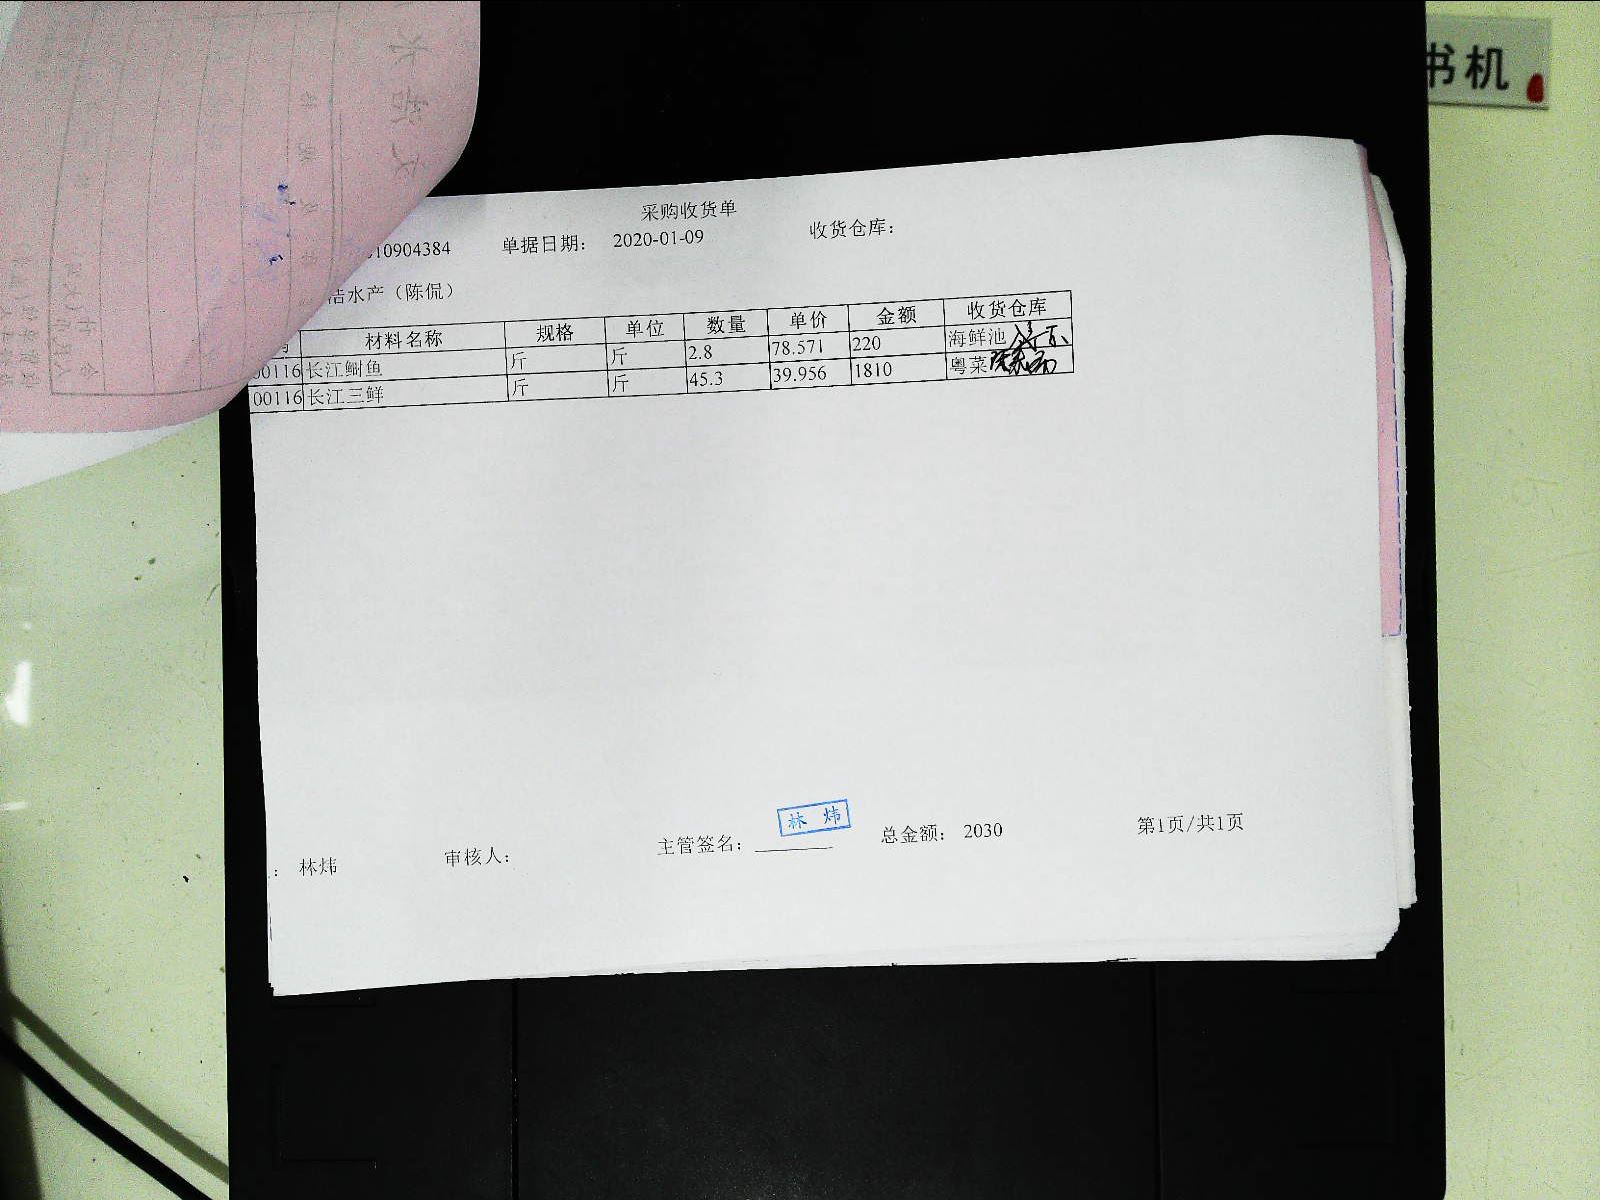 书机
采购收货单
10904384 单据日期： 2020-01-09 收货仓库：
洁水产（陈侃）
材料名称 规格 单位 数量 单价 金额 收货仓库
00116 长江鲥鱼 斤 斤 2.8 78.571 220 海鲜池
00116 长江三鲜 斤 斤 45.3 39.956 1810 粤菜
林炜
： 林炜 审核人： 主管签名： 总金额： 2030 第1页/共1页